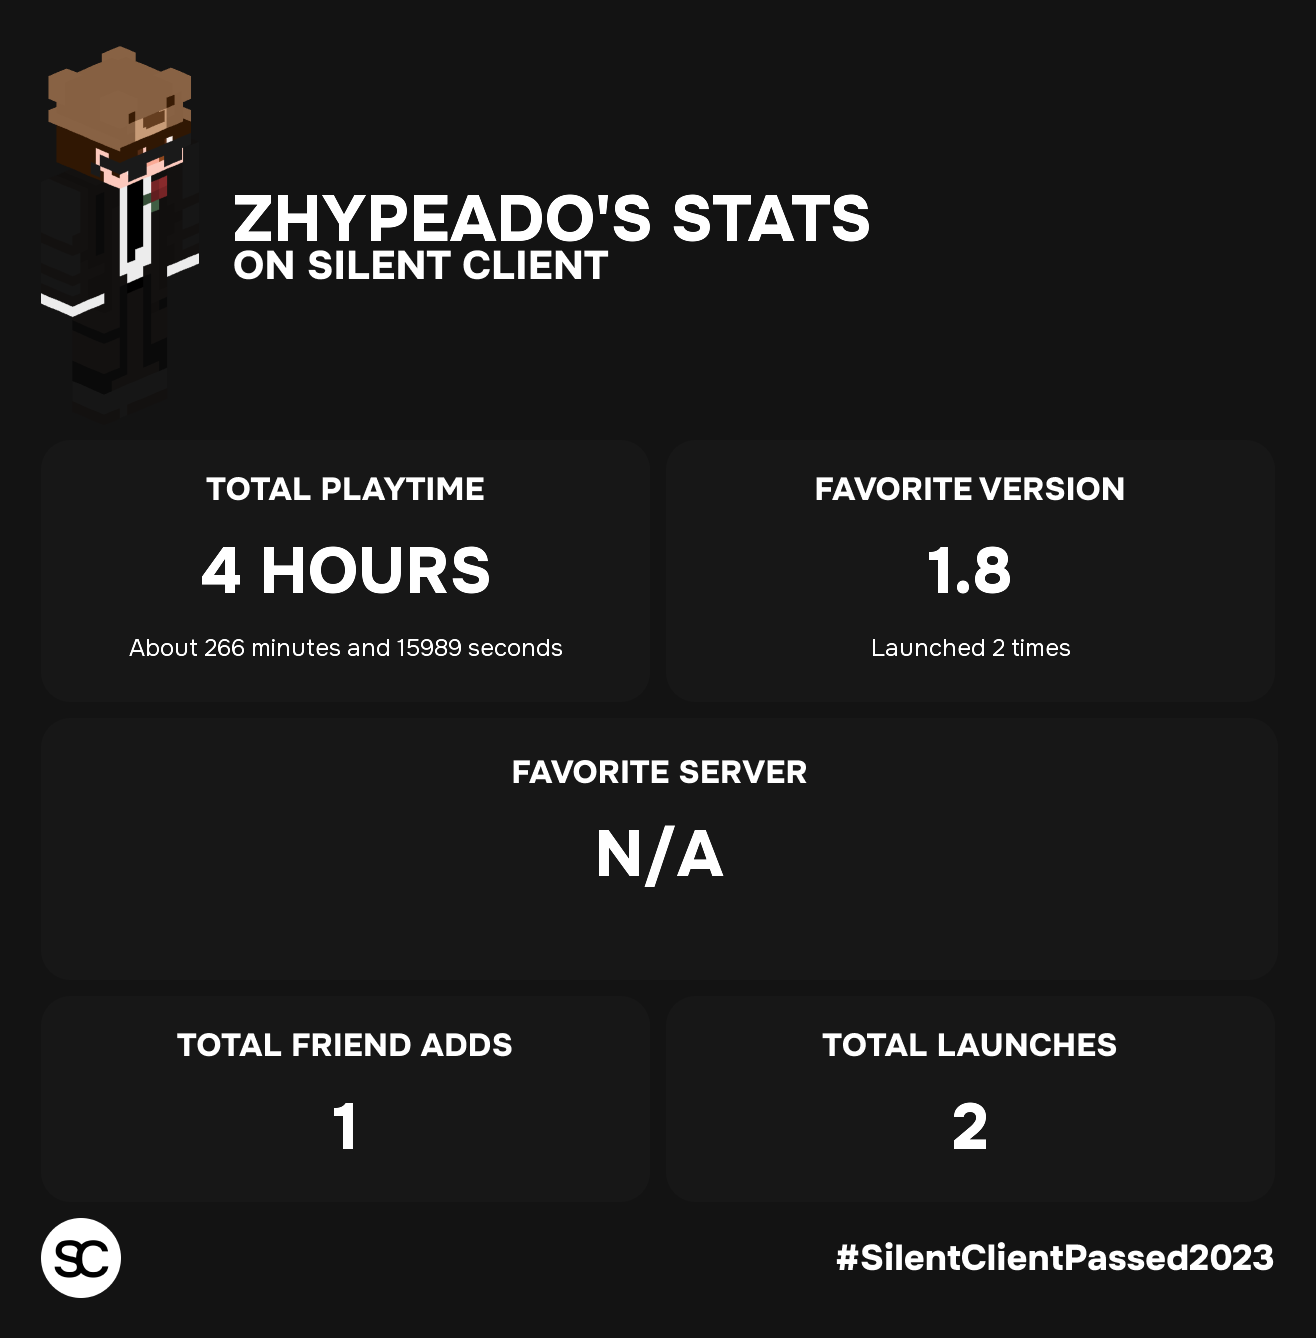 ZHYPEADO'S STATS
ON SILENT CLIENT
TOTAL PLAYTIME
4 HOURS
About 266 minutes and 15989 seconds
FAVORITE VERSION
1.8
Launched 2 times
FAVORITE SERVER
N/A
TOTAL FRIEND ADDS
1
TOTAL LAUNCHES
2
SC
#SilentClientPassed2023